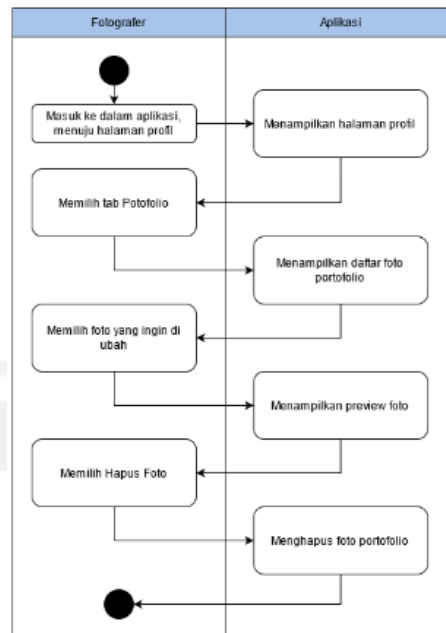 Fotografer
Aplikasi
Masuk ke dalam aplikasi,
menuju halaman profil
Menampilkan halaman profil
Memilih tab Potofolio
Menampilkan daftar foto
portofolio
Memilih foto yang ingin di
ubah
Menampilkan preview foto
Memilih Hapus Foto
Menghapus foto portofolio